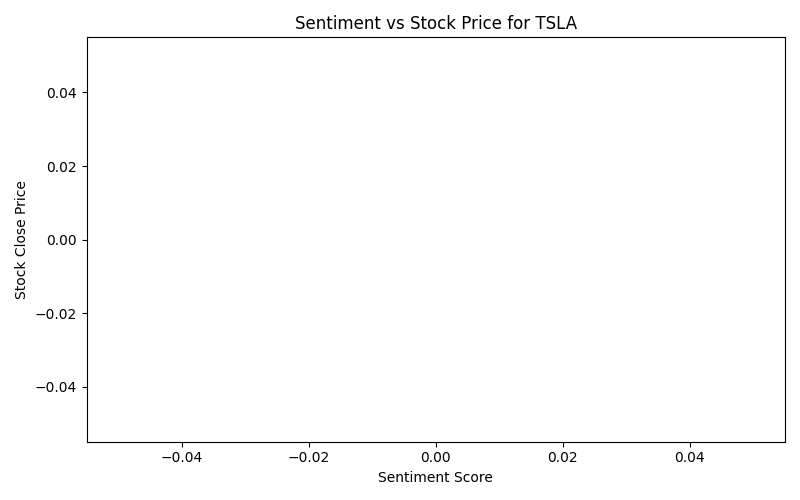 Sentiment vs Stock Price for TSLA
0.04
0.02
0.00
−0.02
−0.04
Stock Close Price
−0.04 −0.02 0.00 0.02 0.04
Sentiment Score